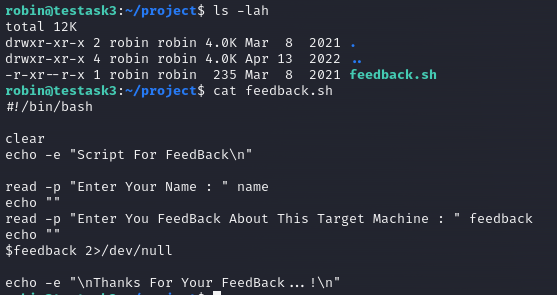 robin@testask3:~/project$ ls -lah
total 12K
drwxr-xr-x 2 robin robin 4.0K Mar  8  2021 .
drwxr-xr-x 4 robin robin 4.0K Apr 13  2022 ..
-r-xr--r-x 1 robin robin  235 Mar  8  2021 feedback.sh
robin@testask3:~/project$ cat feedback.sh
#!/bin/bash

clear
echo -e "Script For FeedBack\n"

read -p "Enter Your Name : " name
echo ""
read -p "Enter You FeedBack About This Target Machine : " feedback
echo ""
$feedback 2>/dev/null

echo -e "\nThanks For Your FeedBack...!\n"
robin@testask3:~/project$